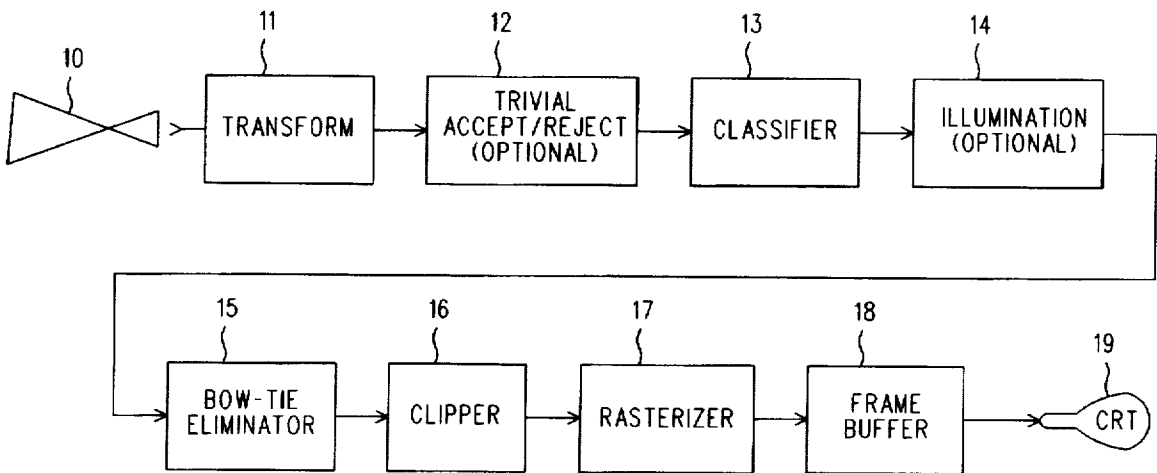 10
11
12
13
14
TRANSFORM
TRIVIAL
ACCEPT/REJECT
(OPTIONAL)
CLASSIFIER
ILLUMINATION
(OPTIONAL)
15
16
17
18
19
BOW-TIE
ELIMINATOR
CLIPPER
RASTERIZER
FRAME
BUFFER
CRT